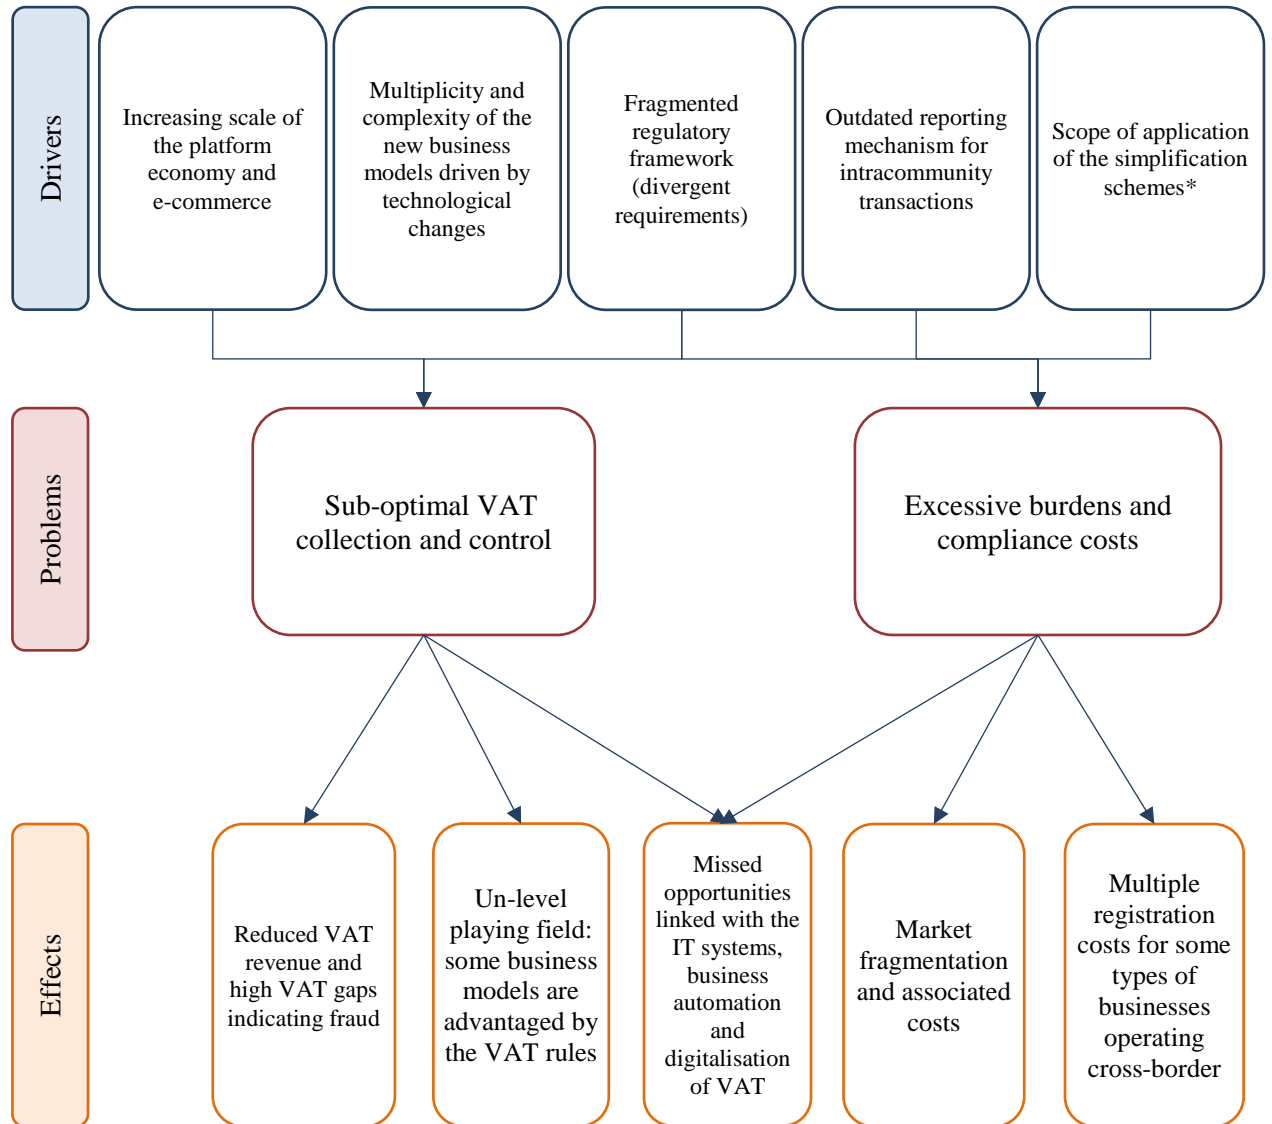 Drivers
Increasing scale of
the platform
economy and
e-commerce
Multiplicity and
complexity of the
new business
models driven by
technological
changes
Fragmented
regulatory
framework
(divergent
requirements)
Outdated reporting
mechanism for
intracommunity
transactions
Scope of application
of the simplification
schemes*
Problems
Sub-optimal VAT
collection and control
Excessive burdens and
compliance costs
Effects
Reduced VAT
revenue and
high VAT gaps
indicating fraud
Un-level
playing field:
some business
models are
advantaged by
the VAT rules
Missed
opportunities
linked with the
IT systems,
business
automation
and
digitalisation
of VAT
Market
fragmentation
and associated
costs
Multiple
registration
costs for some
types of
businesses
operating
cross-border